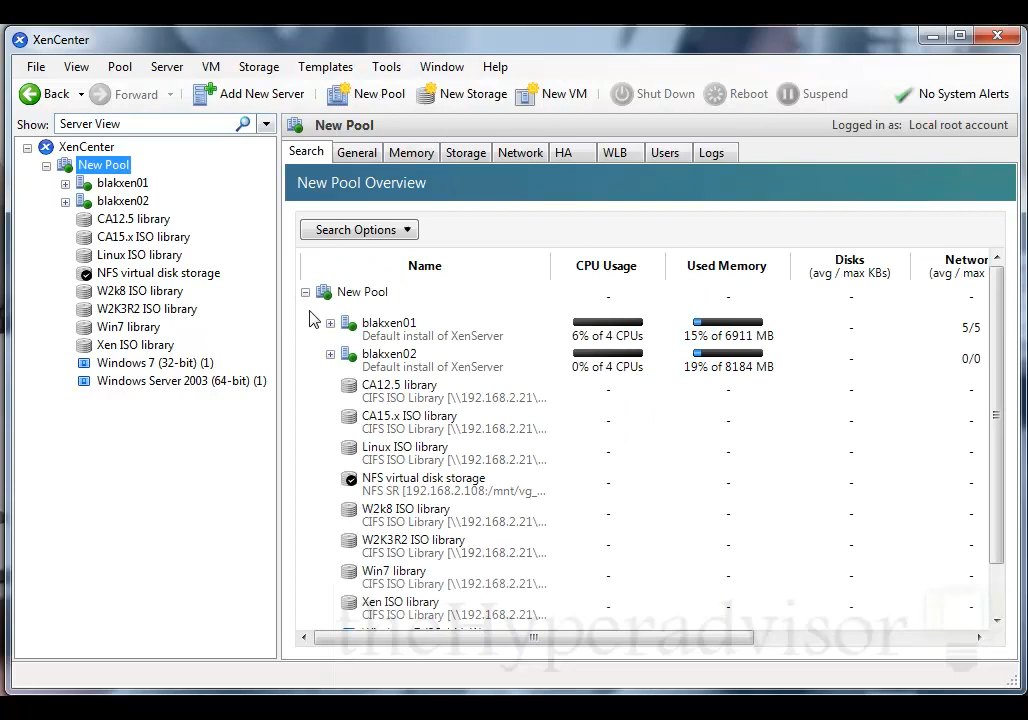 XenCenter
File View Pool Server VM Storage Templates Tools Window Help
Back Forward Add New Server New Pool New Storage New VM Shut Down Reboot Suspend No System Alerts
Show: Server View New Pool Logged in as: Local root account
XenCenter
New Pool
blakxen01
blakxen02
CA12.5 library
CA15.x ISO library
Linux ISO library
NFS virtual disk storage
W2k8 ISO library
W2K3R2 ISO library
Win7 library
Xen ISO library
Windows 7 (32-bit) (1)
Windows Server 2003 (64-bit) (1)
Search General Memory Storage Network HA WLB Users Logs
New Pool Overview
Search Options
Name CPU Usage Used Memory Disks Networ
(avg / max KBs) (avg / max
New Pool - - - -
blakxen01
Default install of XenServer 6% of 4 CPUs 15% of 6911 MB - 5/5
blakxen02
Default install of XenServer 0% of 4 CPUs 19% of 8184 MB - 0/0
CA12.5 library - - - -
CIFS ISO Library [\\192.168.2.21\...
CA15.x ISO library - - - -
CIFS ISO Library [\\192.168.2.21\...
Linux ISO library - - - -
CIFS ISO Library [\\192.168.2.21\...
NFS virtual disk storage - - - -
NFS SR [192.168.2.108:/mnt/vg_...
W2k8 ISO library - - - -
CIFS ISO Library [\\192.168.2.21\...
W2K3R2 ISO library - - - -
CIFS ISO Library [\\192.168.2.21\...
Win7 library - - - -
CIFS ISO Library [\\192.168.2.21\...
Xen ISO library - - - -
CIFS ISO Library [\\192.168.2.21\...
theHyperadvisor